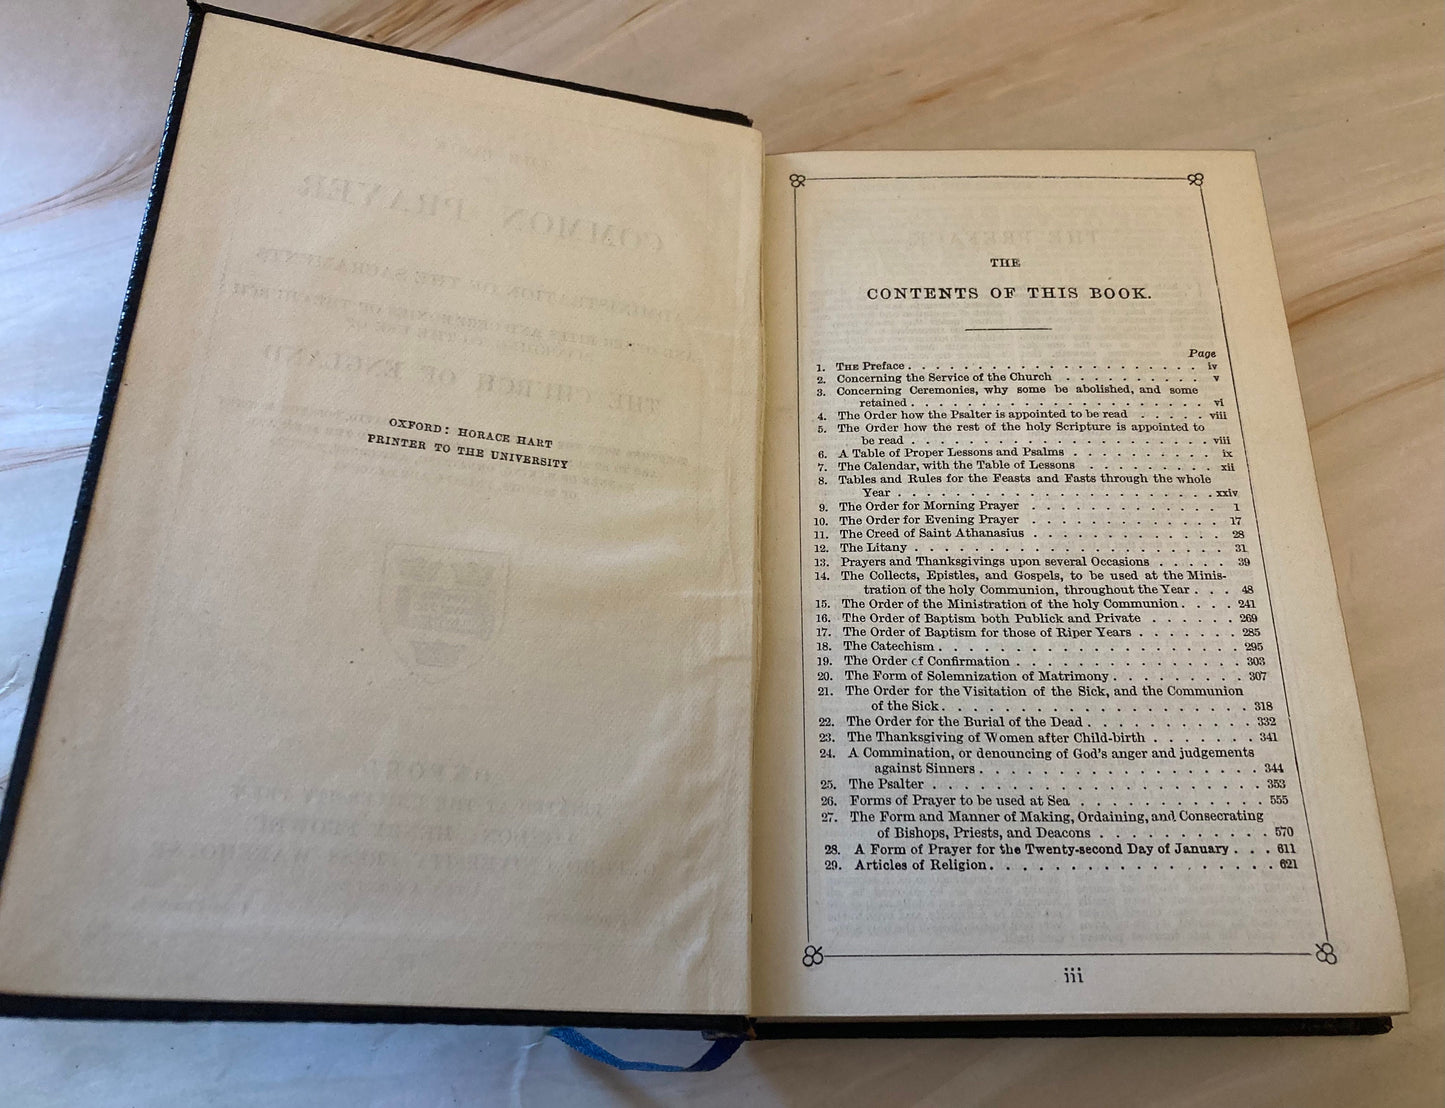 OXFORD: HORACE HART
PRINTER TO THE UNIVERSITY
THE
CONTENTS OF THIS BOOK.
Page
1. THE Preface . . . . . . . . . . . . . . . . . . . . iv
2. Concerning the Service of the Church . . . . . . . . . . v
3. Concerning Ceremonies, why some be abolished, and some
retained . . . . . . . . . . . . . . . . . . . . vi
4. The Order how the Psalter is appointed to be read . . . . . viii
5. The Order how the rest of the holy Scripture is appointed to
be read . . . . . . . . . . . . . . . . . . . . viii
6. A Table of Proper Lessons and Psalms . . . . . . . . . . ix
7. The Calendar, with the Table of Lessons . . . . . . . . . xii
8. Tables and Rules for the Feasts and Fasts through the whole
Year . . . . . . . . . . . . . . . . . . . . . xxiv
9. The Order for Morning Prayer . . . . . . . . . . . . . 1
10. The Order for Evening Prayer . . . . . . . . . . . . . 17
11. The Creed of Saint Athanasius . . . . . . . . . . . . . 28
12. The Litany . . . . . . . . . . . . . . . . . . . . 31
13. Prayers and Thanksgivings upon several Occasions . . . . . 39
14. The Collects, Epistles, and Gospels, to be used at the Minis-
tration of the holy Communion, throughout the Year . . . 48
15. The Order of the Ministration of the holy Communion . . . . 241
16. The Order of Baptism both Publick and Private . . . . . . 269
17. The Order of Baptism for those of Riper Years . . . . . . . 285
18. The Catechism . . . . . . . . . . . . . . . . . . . 295
19. The Order of Confirmation . . . . . . . . . . . . . . 303
20. The Form of Solemnization of Matrimony . . . . . . . . . 307
21. The Order for the Visitation of the Sick, and the Communion
of the Sick . . . . . . . . . . . . . . . . . . . 318
22. The Order for the Burial of the Dead . . . . . . . . . . . 332
23. The Thanksgiving of Women after Child-birth . . . . . . . 341
24. A Commination, or denouncing of God's anger and judgements
against Sinners . . . . . . . . . . . . . . . . . 344
25. The Psalter . . . . . . . . . . . . . . . . . . . . 353
26. Forms of Prayer to be used at Sea . . . . . . . . . . . . 555
27. The Form and Manner of Making, Ordaining, and Consecrating
of Bishops, Priests, and Deacons . . . . . . . . . . 570
28. A Form of Prayer for the Twenty-second Day of January . . . 611
29. Articles of Religion . . . . . . . . . . . . . . . . . 621
iii